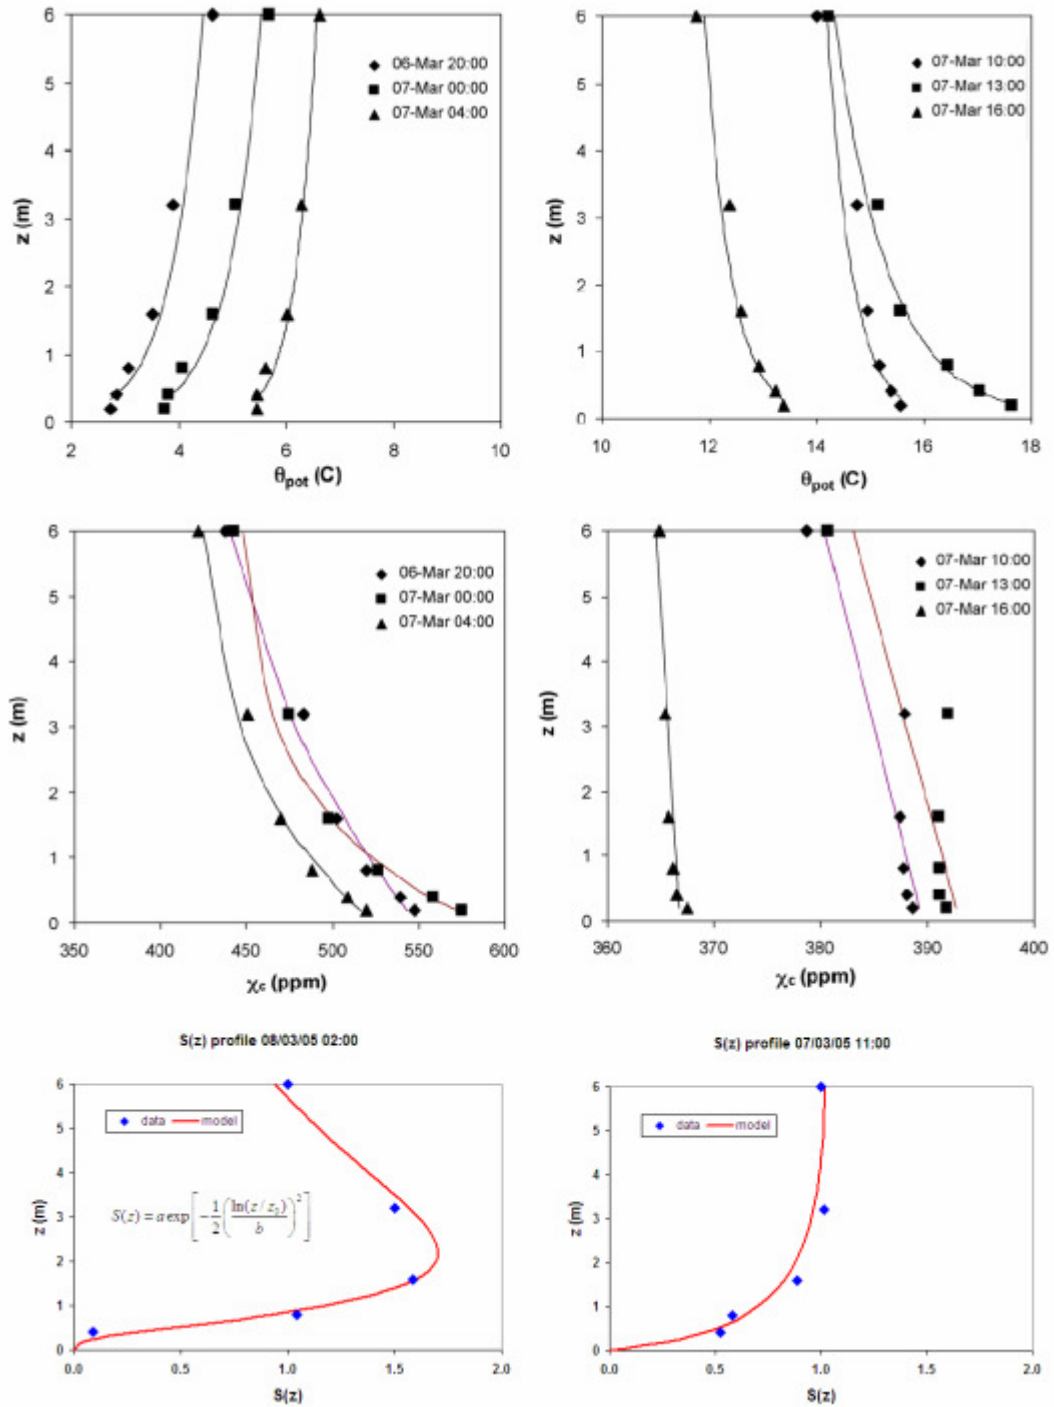 6
5
4
3
2
1
0
z (m)
06-Mar 20:00
07-Mar 00:00
07-Mar 04:00
2 4 6 8 10
θpot (C)
6
5
4
3
2
1
0
z (m)
07-Mar 10:00
07-Mar 13:00
07-Mar 16:00
10 12 14 16 18
θpot (C)
6
5
4
3
2
1
0
z (m)
06-Mar 20:00
07-Mar 00:00
07-Mar 04:00
350 400 450 500 550 600
χc (ppm)
6
5
4
3
2
1
0
z (m)
07-Mar 10:00
07-Mar 13:00
07-Mar 16:00
360 370 380 390 400
χc (ppm)
S(z) profile 08/03/05 02:00
6
5
4
3
2
1
0
z (m)
data model
S(z) = a exp[-1/2(ln(z/z0)/b)²]
0.0 0.5 1.0 1.5 2.0
S(z)
S(z) profile 07/03/05 11:00
6
5
4
3
2
1
0
z (m)
data model
0.0 0.5 1.0 1.5 2.0
S(z)